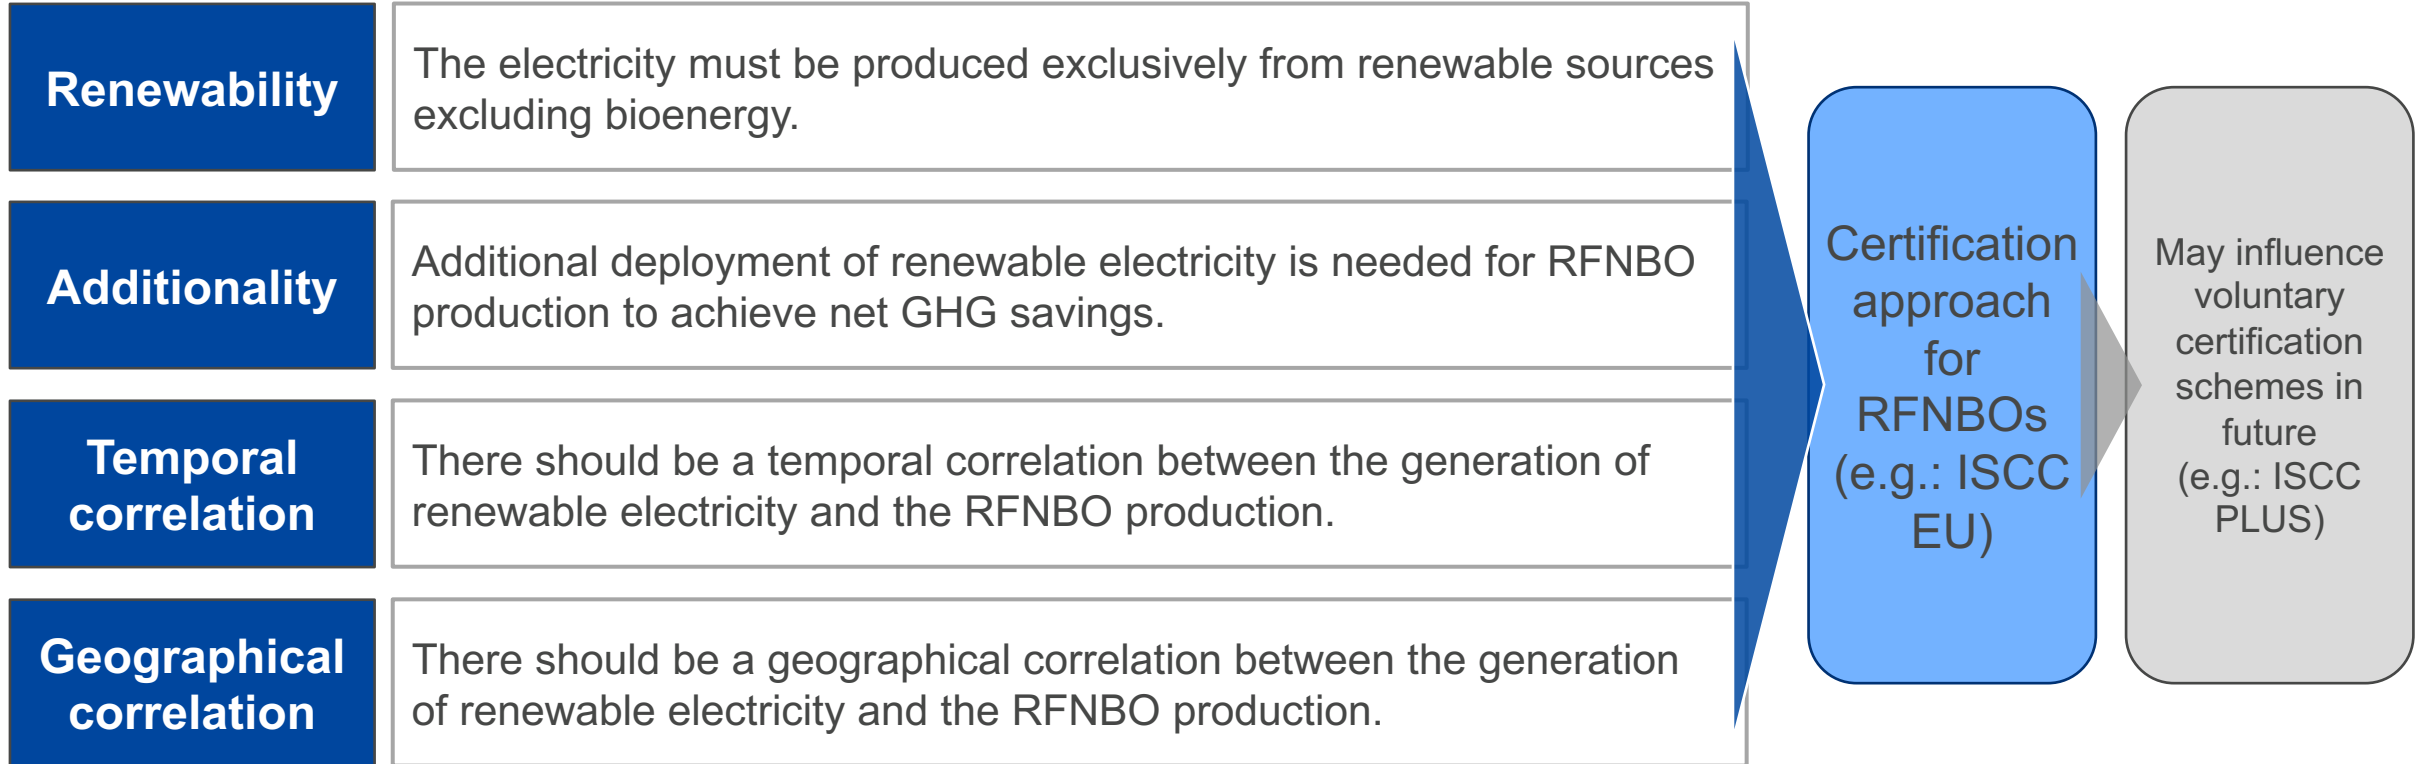 Renewability
The electricity must be produced exclusively from renewable sources
excluding bioenergy.
Additionality
Additional deployment of renewable electricity is needed for RFNBO
production to achieve net GHG savings.
Temporal
correlation
There should be a temporal correlation between the generation of
renewable electricity and the RFNBO production.
Geographical
correlation
There should be a geographical correlation between the generation
of renewable electricity and the RFNBO production.
Certification
approach
for
RFNBOs
(e.g.: ISCC
EU)
May influence
voluntary
certification
schemes in
future
(e.g.: ISCC
PLUS)